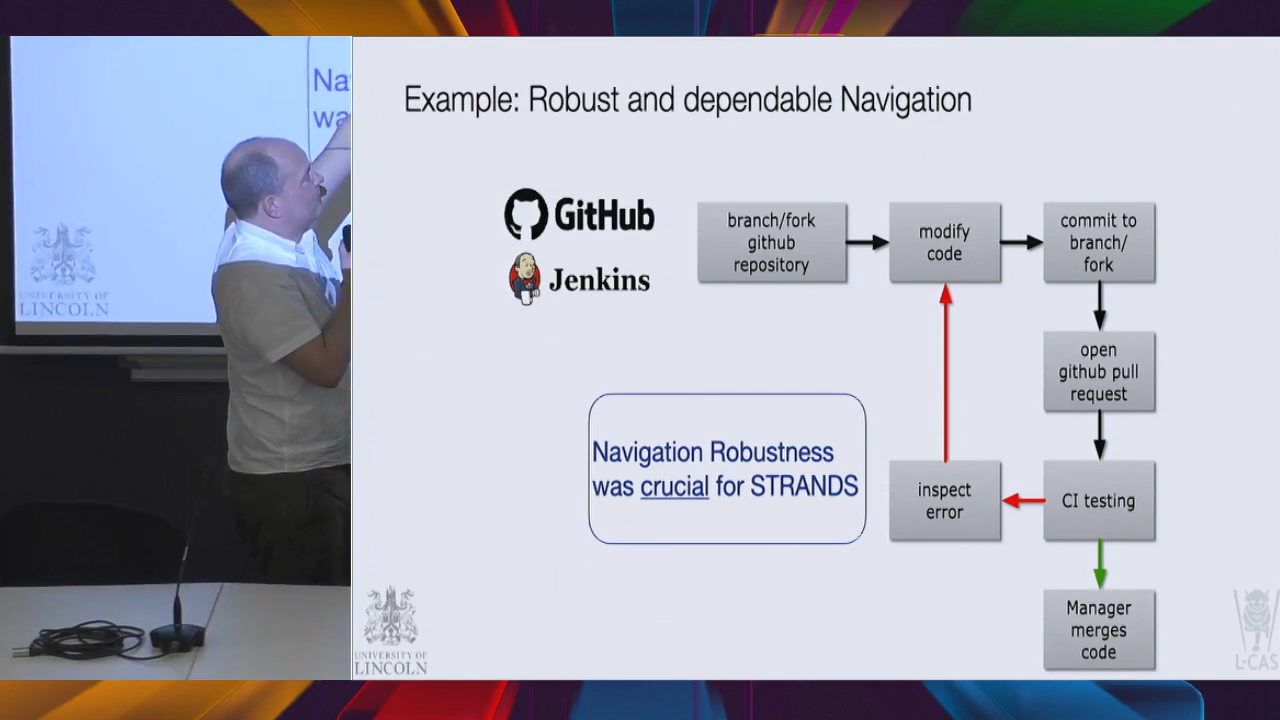 Na
wa
UNIVERSITY OF
LINCOLN
Example: Robust and dependable Navigation
GitHub
Jenkins
branch/fork
github
repository
modify
code
commit to
branch/
fork
open
github pull
request
Navigation Robustness
was crucial for STRANDS
inspect
error
CI testing
Manager
merges
code
UNIVERSITY OF
LINCOLN
L-CAS